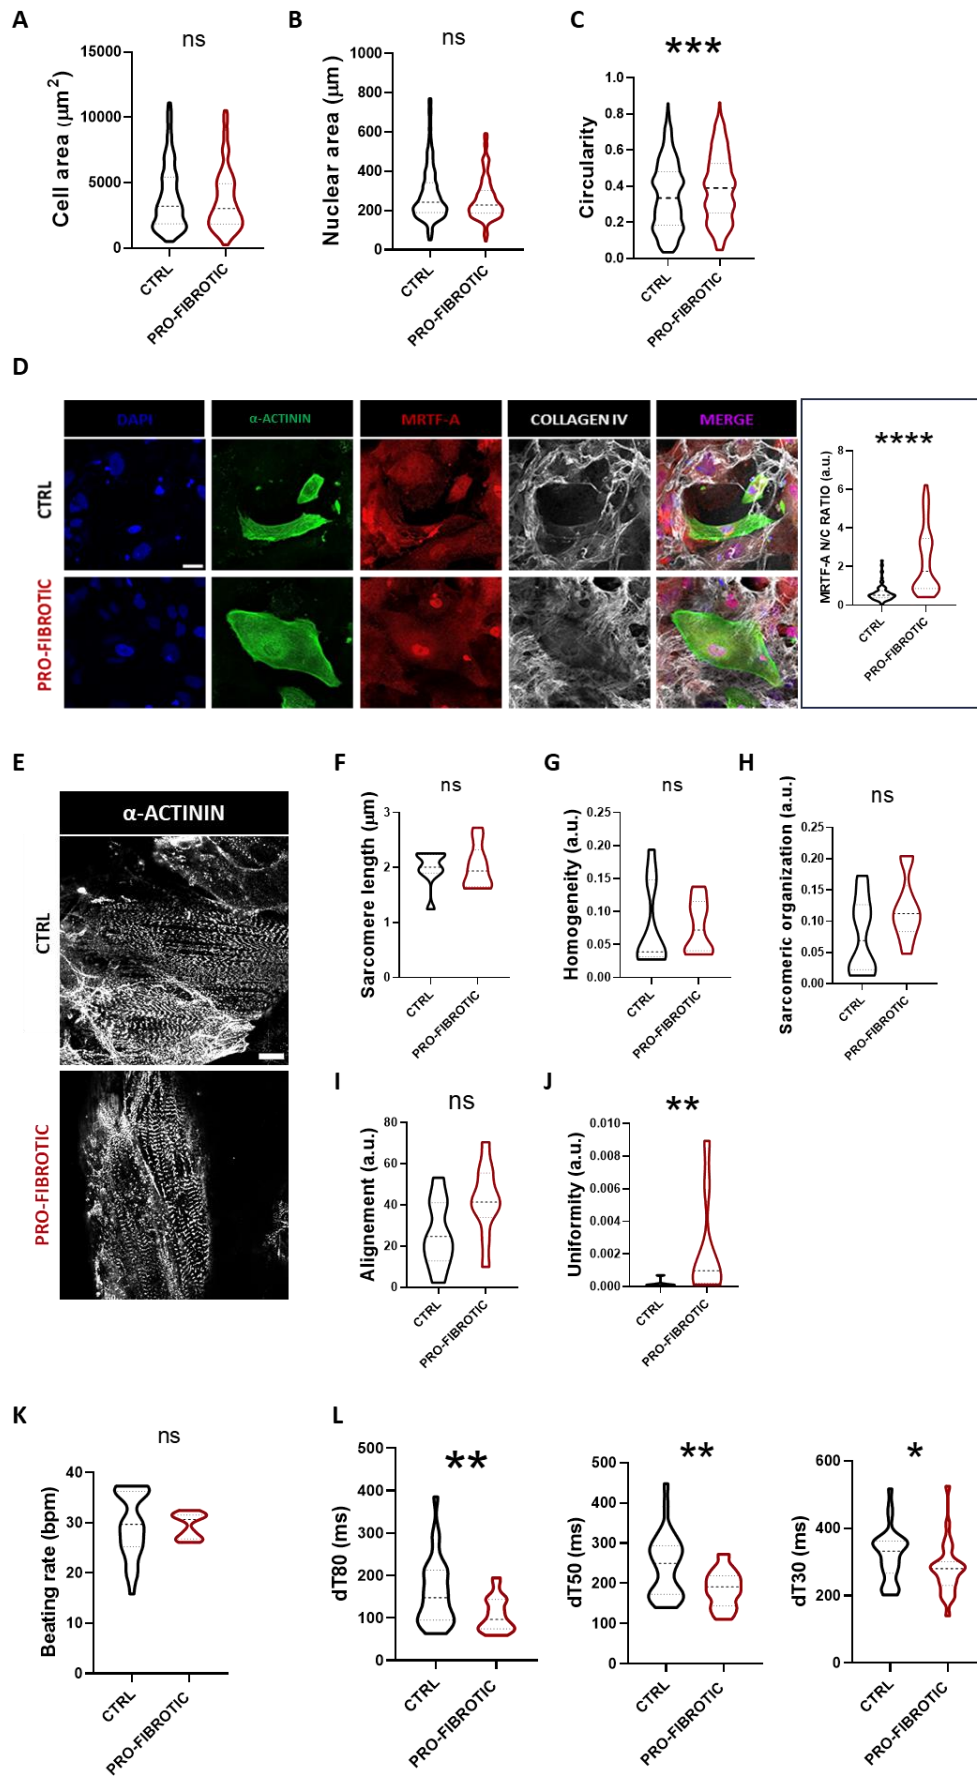 A
B
C
ns
ns
***
Cell area (μm²)
15000
10000
5000
0
CTRL
PRO-FIBROTIC
Nuclear area (μm)
1000
800
600
400
200
0
CTRL
PRO-FIBROTIC
Circularity
1.0
0.8
0.6
0.4
0.2
0.0
CTRL
PRO-FIBROTIC
D
DAPI
α-ACTININ
MRTF-A
COLLAGEN IV
MERGE
CTRL
PRO-FIBROTIC
****
MRTF-A N/C RATIO (a.u.)
8
6
4
2
0
CTRL
PRO-FIBROTIC
E
α-ACTININ
CTRL
PRO-FIBROTIC
F
ns
Sarcomere length (μm)
3
2
1
0
CTRL
PRO-FIBROTIC
G
ns
Homogeneity (a.u.)
0.25
0.20
0.15
0.10
0.05
0.00
CTRL
PRO-FIBROTIC
H
ns
Sarcomeric organization (a.u.)
0.25
0.20
0.15
0.10
0.05
0.00
CTRL
PRO-FIBROTIC
I
ns
Alignement (a.u.)
80
60
40
20
0
CTRL
PRO-FIBROTIC
J
**
Uniformity (a.u.)
0.010
0.008
0.006
0.004
0.002
0.000
CTRL
PRO-FIBROTIC
K
ns
Beating rate (bpm)
40
30
20
10
0
CTRL
PRO-FIBROTIC
L
**
dT80 (ms)
500
400
300
200
100
0
CTRL
PRO-FIBROTIC
**
dT50 (ms)
500
400
300
200
100
0
CTRL
PRO-FIBROTIC
*
dT30 (ms)
600
400
200
0
CTRL
PRO-FIBROTIC